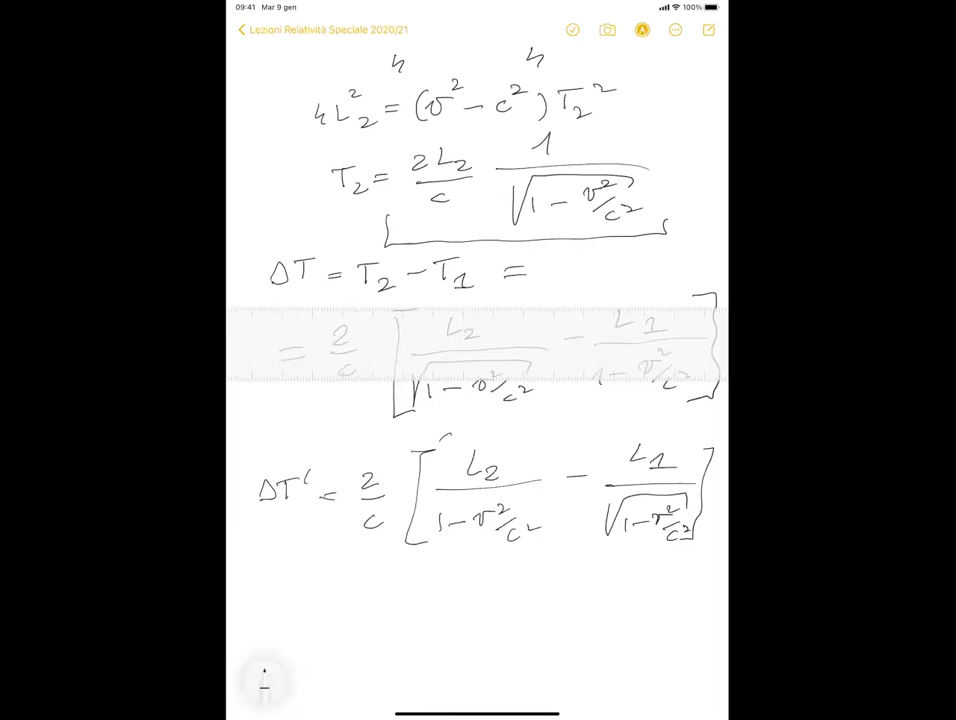 09:41 Mar 9 gen 100%
Lezioni Relatività Speciale 2020/21
4 4
4L₂² = (v² - c²) T₂²
T₂ = 2L₂/c 1/√(1 - v²/c²)
ΔT = T₂ - T₁ =
= 2/c [L₂/√(1 - v²/c²) - L₁/(1 - v²/c²)]
ΔT' = 2/c [L₂/(1 - v²/c²) - L₁/√(1 - v²/c²)]